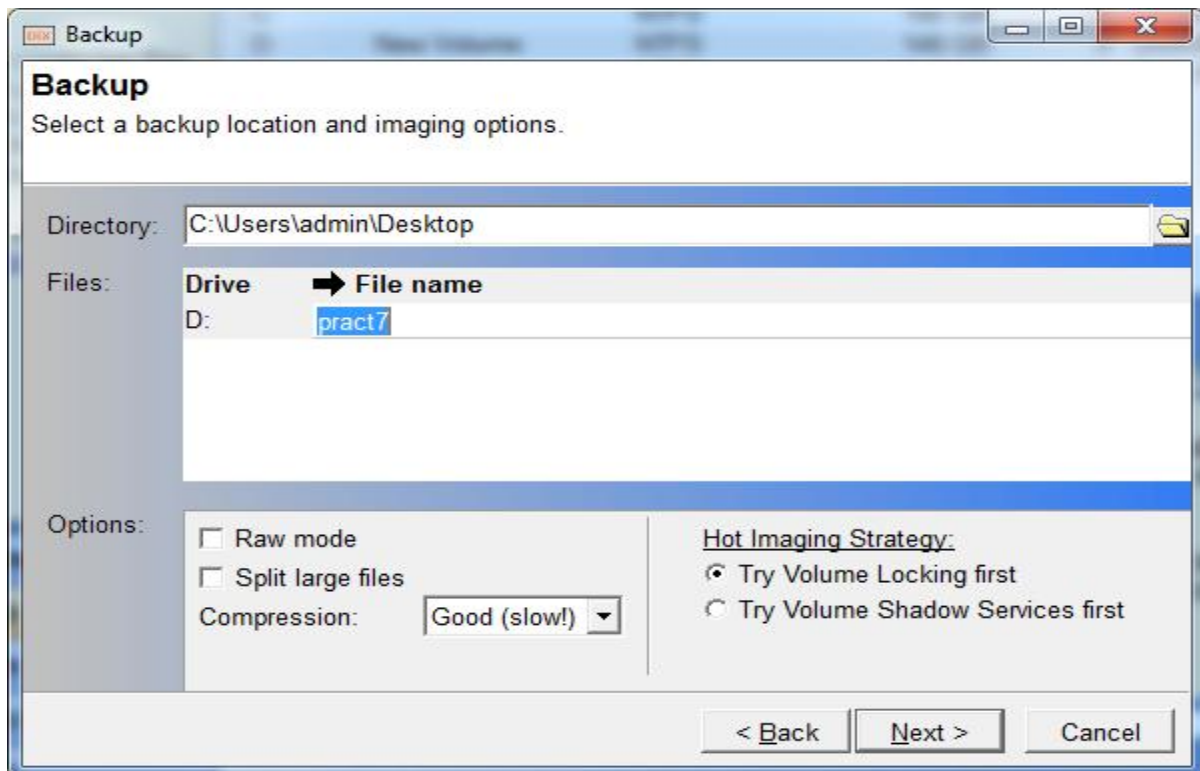 Backup
New Volume
Backup
Select a backup location and imaging options.
Directory: C:\Users\admin\Desktop
Files: Drive ➡ File name
D: pract7
Options:
Raw mode
Split large files
Compression: Good (slow!)
Hot Imaging Strategy:
Try Volume Locking first
Try Volume Shadow Services first
< Back Next > Cancel